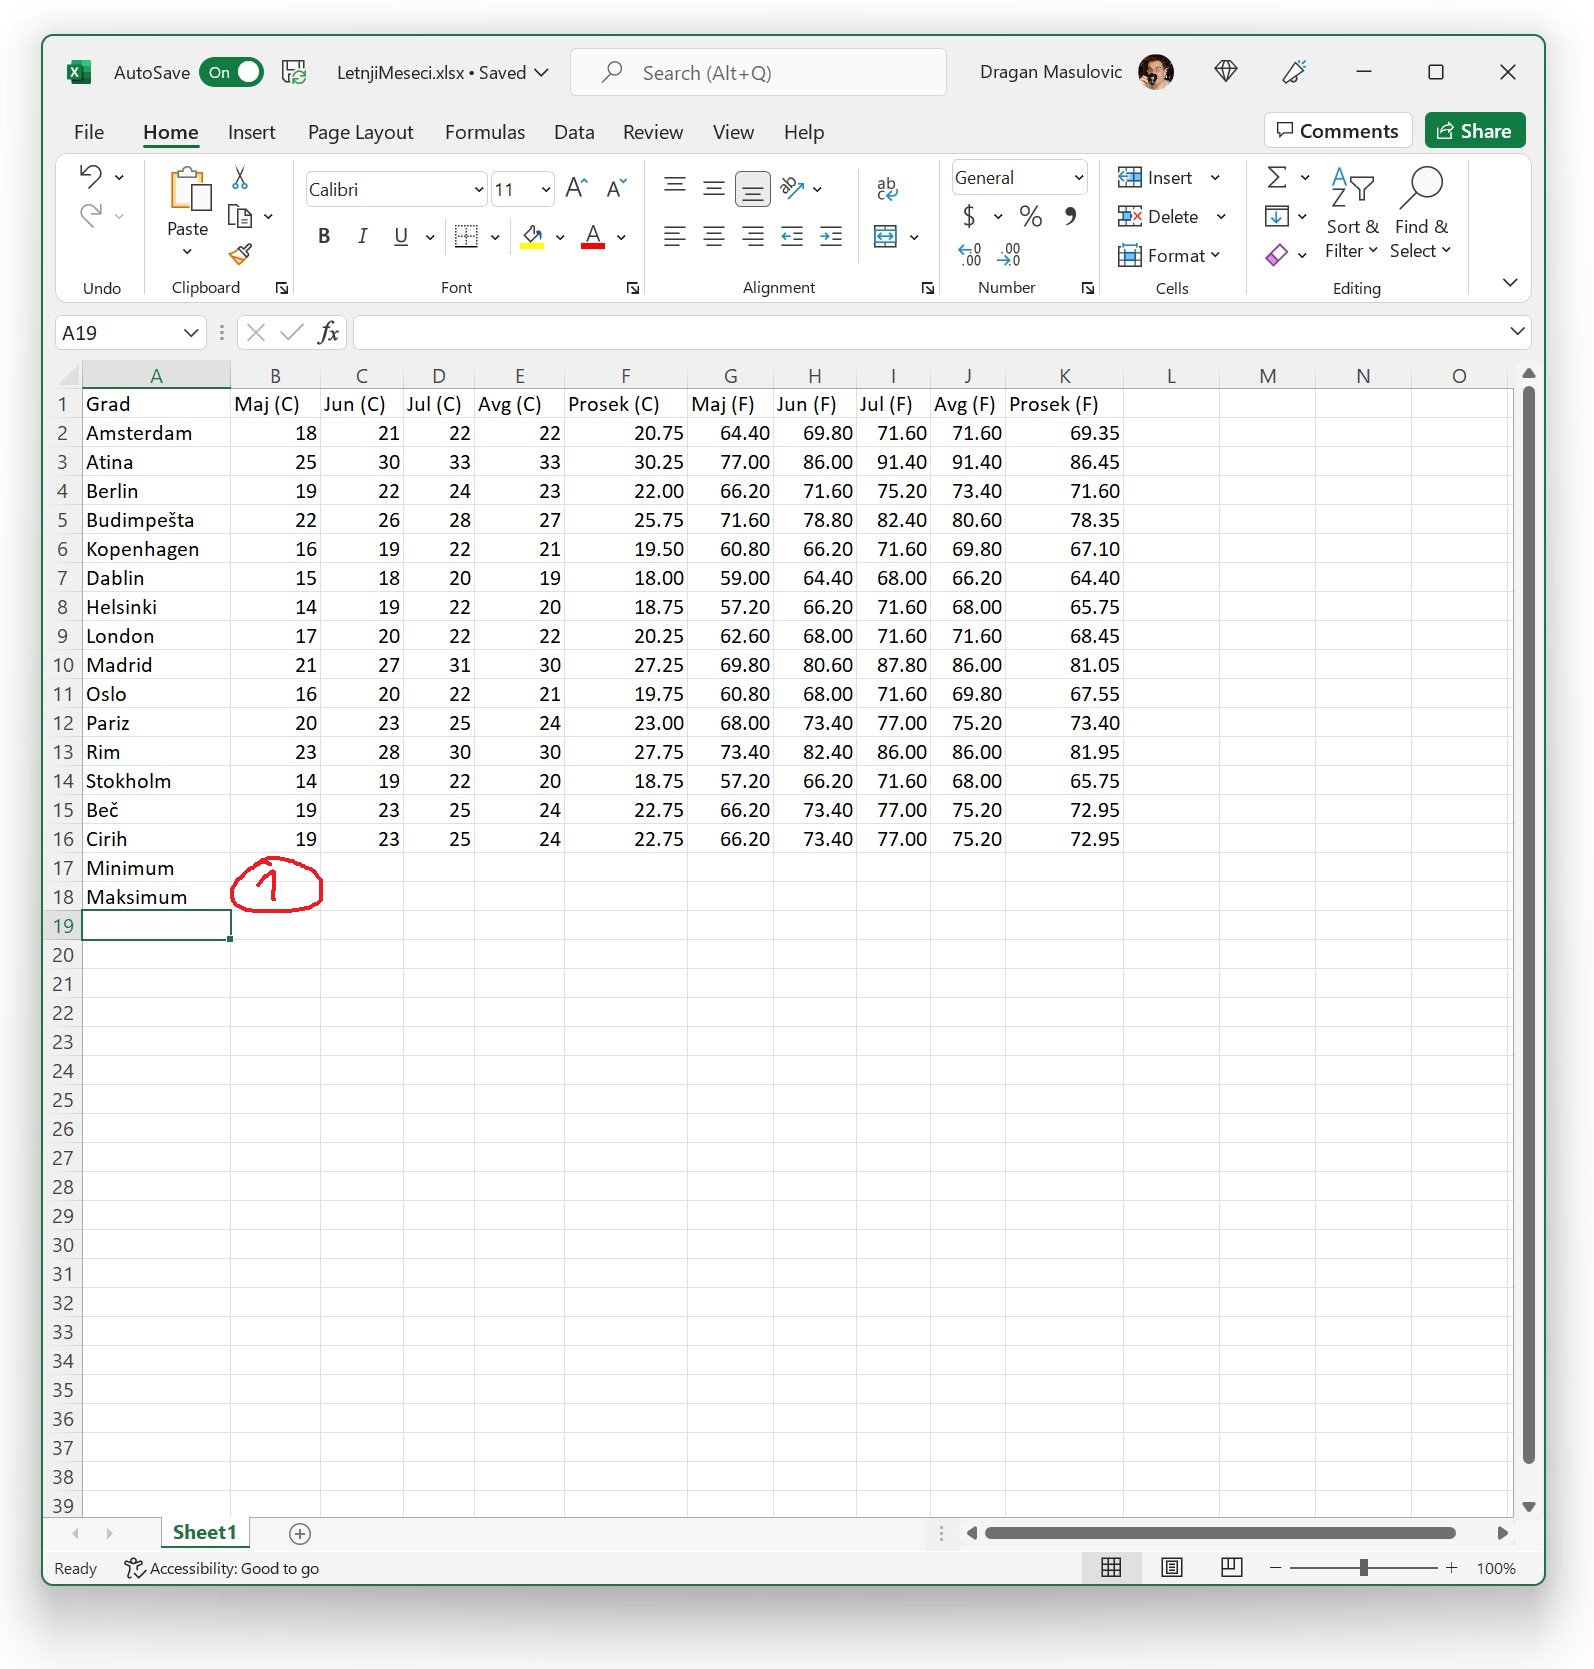 AutoSave On LetnjiMeseci.xlsx • Saved Search (Alt+Q) Dragan Masulovic
File Home Insert Page Layout Formulas Data Review View Help Comments Share
Calibri 11 General Insert
Paste $ % Delete Sort & Find &
B I U A Format Filter Select
Undo Clipboard Font Alignment Number Cells Editing
A19 fx
A B C D E F G H I J K L M N O
1 Grad Maj (C) Jun (C) Jul (C) Avg (C) Prosek (C) Maj (F) Jun (F) Jul (F) Avg (F) Prosek (F)
2 Amsterdam 18 21 22 22 20.75 64.40 69.80 71.60 71.60 69.35
3 Atina 25 30 33 33 30.25 77.00 86.00 91.40 91.40 86.45
4 Berlin 19 22 24 23 22.00 66.20 71.60 75.20 73.40 71.60
5 Budimpešta 22 26 28 27 25.75 71.60 78.80 82.40 80.60 78.35
6 Kopenhagen 16 19 22 21 19.50 60.80 66.20 71.60 69.80 67.10
7 Dablin 15 18 20 19 18.00 59.00 64.40 68.00 66.20 64.40
8 Helsinki 14 19 22 20 18.75 57.20 66.20 71.60 68.00 65.75
9 London 17 20 22 22 20.25 62.60 68.00 71.60 71.60 68.45
10 Madrid 21 27 31 30 27.25 69.80 80.60 87.80 86.00 81.05
11 Oslo 16 20 22 21 19.75 60.80 68.00 71.60 69.80 67.55
12 Pariz 20 23 25 24 23.00 68.00 73.40 77.00 75.20 73.40
13 Rim 23 28 30 30 27.75 73.40 82.40 86.00 86.00 81.95
14 Stokholm 14 19 22 20 18.75 57.20 66.20 71.60 68.00 65.75
15 Beč 19 23 25 24 22.75 66.20 73.40 77.00 75.20 72.95
16 Cirih 19 23 25 24 22.75 66.20 73.40 77.00 75.20 72.95
17 Minimum
1
18 Maksimum
19
20
21
22
23
24
25
26
27
28
29
30
31
32
33
34
35
36
37
38
39
Sheet1
Ready Accessibility: Good to go 100%